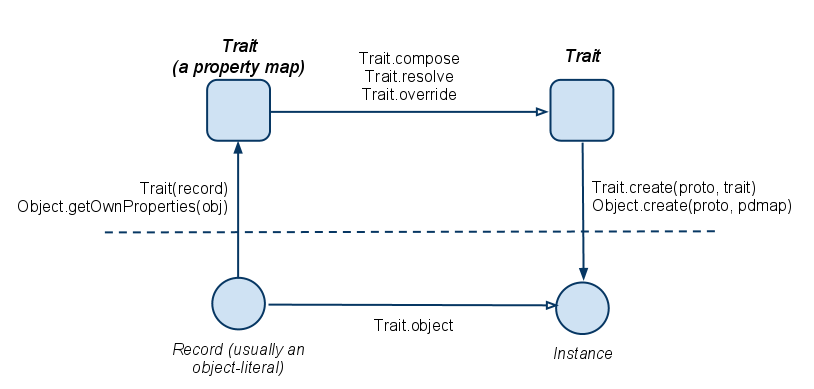 Trait
(a property map)
Trait.compose
Trait.resolve
Trait.override
Trait
Trait(record)
Object.getOwnProperties(obj)
Trait.create(proto, trait)
Object.create(proto, pdmap)
Trait.object
Record (usually an
object-literal)
Instance